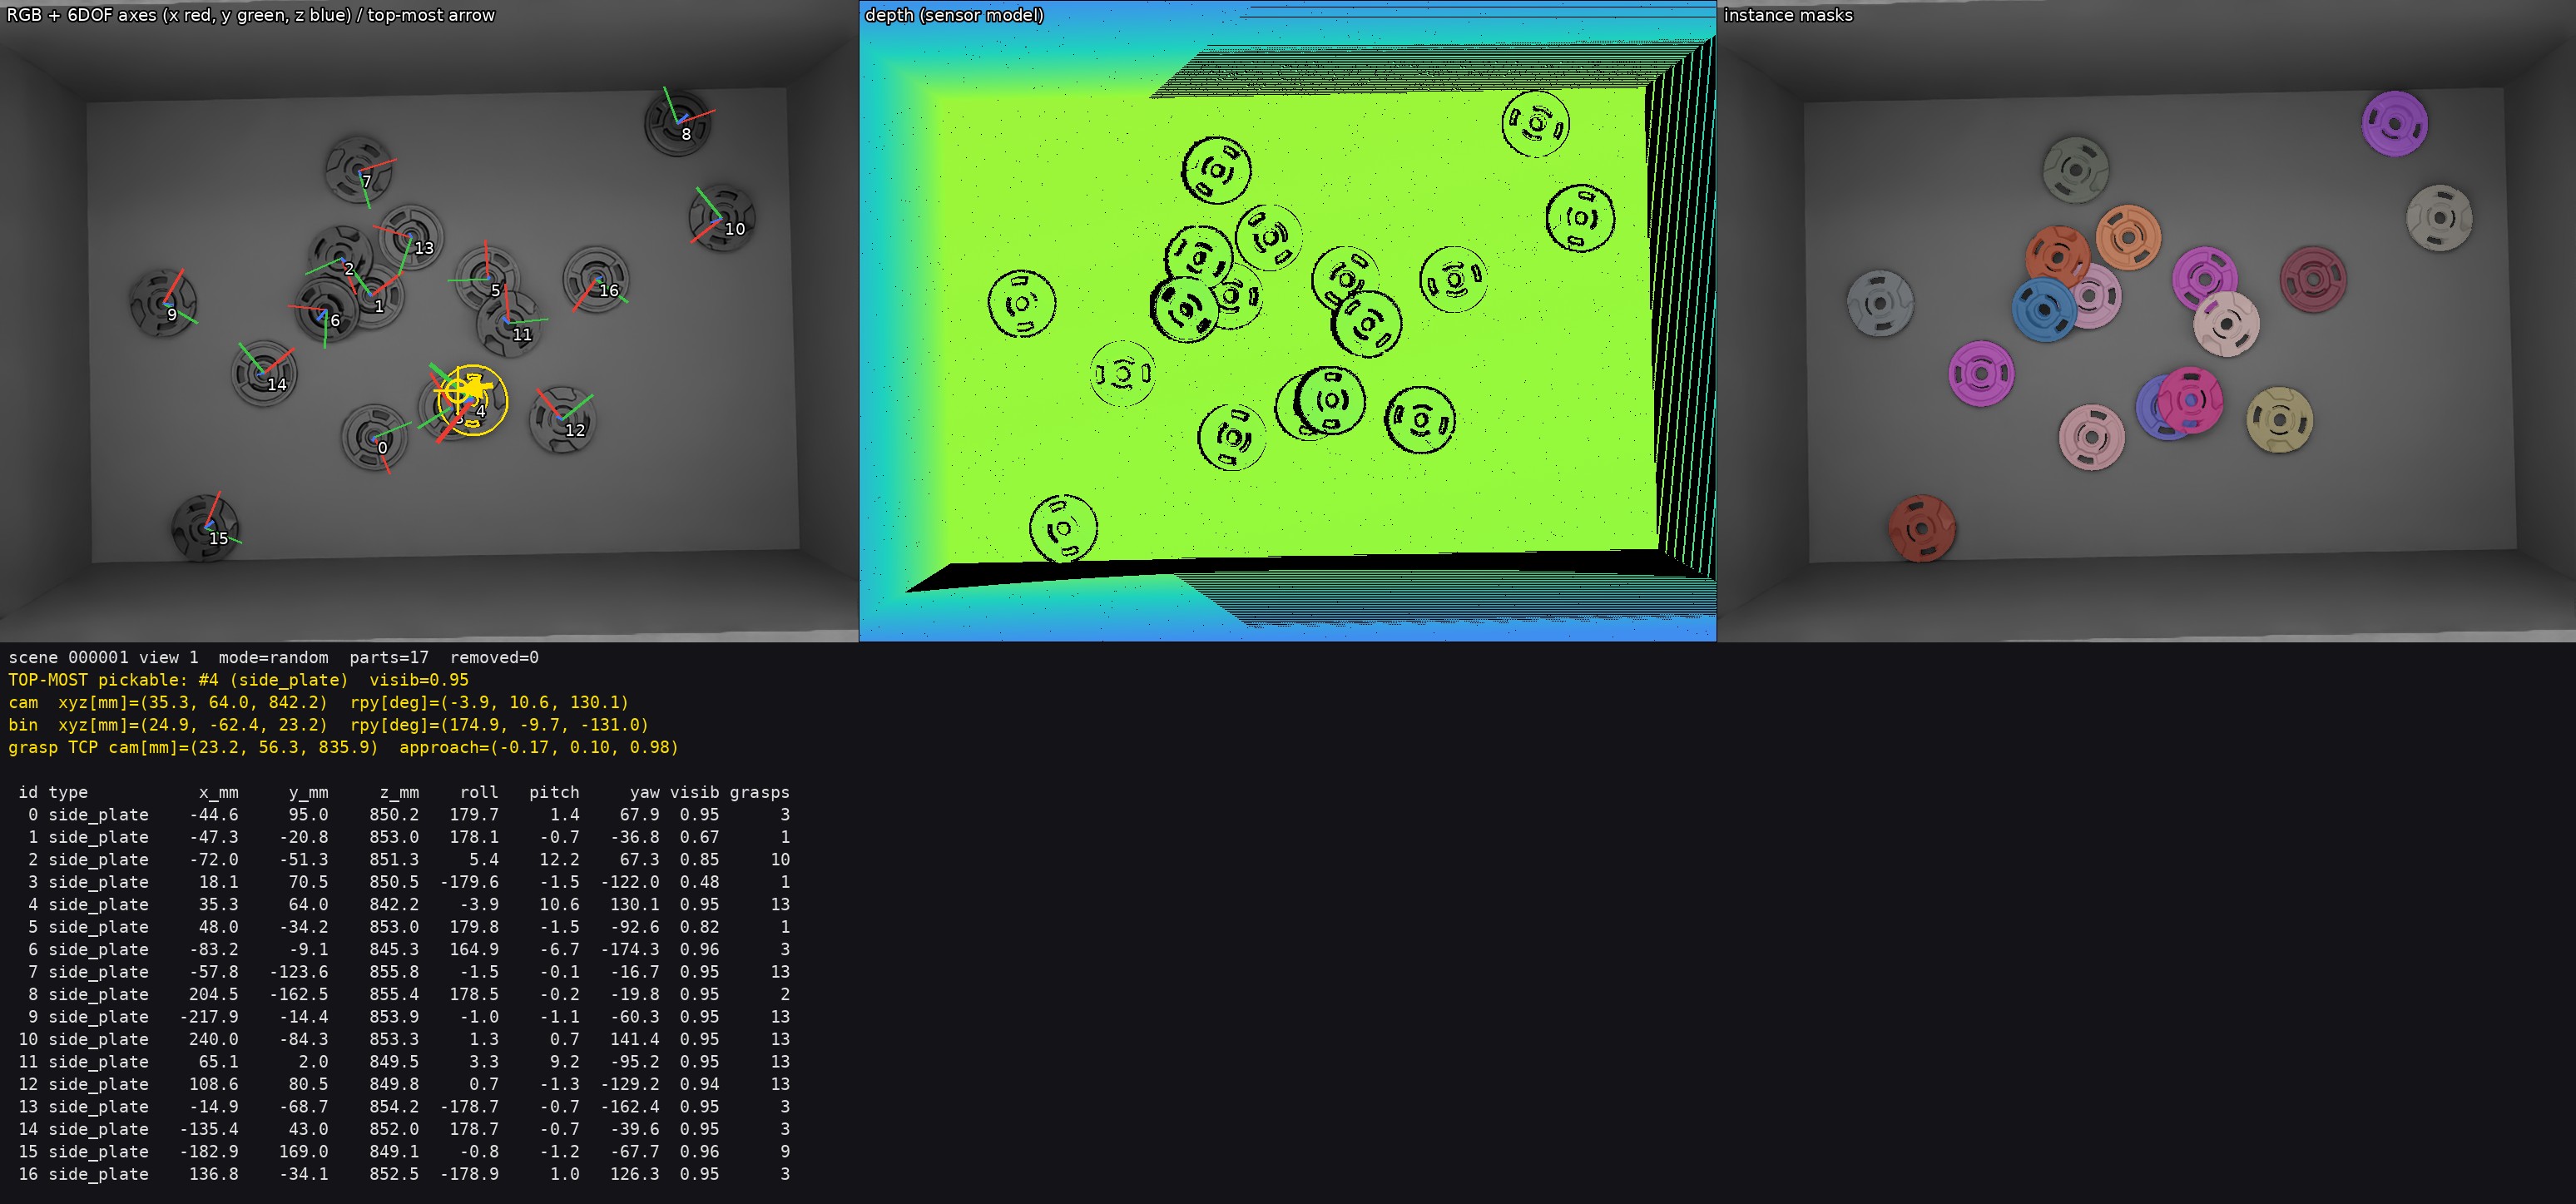 RGB + 6DOF axes (x red, y green, z blue) / top-most arrow
depth (sensor model)
instance masks
8
7
10
13
2
5
16
1
9
6
11
14
4
12
0
15
scene 000001 view 1 mode=random parts=17 removed=0
TOP-MOST pickable: #4 (side_plate) visib=0.95
cam xyz[mm]=(35.3, 64.0, 842.2) rpy[deg]=(-3.9, 10.6, 130.1)
bin xyz[mm]=(24.9, -62.4, 23.2) rpy[deg]=(174.9, -9.7, -131.0)
grasp TCP cam[mm]=(23.2, 56.3, 835.9) approach=(-0.17, 0.10, 0.98)
id type x_mm y_mm z_mm roll pitch yaw visib grasps
0 side_plate -44.6 95.0 850.2 179.7 1.4 67.9 0.95 3
1 side_plate -47.3 -20.8 853.0 178.1 -0.7 -36.8 0.67 1
2 side_plate -72.0 -51.3 851.3 5.4 12.2 67.3 0.85 10
3 side_plate 18.1 70.5 850.5 -179.6 -1.5 -122.0 0.48 1
4 side_plate 35.3 64.0 842.2 -3.9 10.6 130.1 0.95 13
5 side_plate 48.0 -34.2 853.0 179.8 -1.5 -92.6 0.82 1
6 side_plate -83.2 -9.1 845.3 164.9 -6.7 -174.3 0.96 3
7 side_plate -57.8 -123.6 855.8 -1.5 -0.1 -16.7 0.95 13
8 side_plate 204.5 -162.5 855.4 178.5 -0.2 -19.8 0.95 2
9 side_plate -217.9 -14.4 853.9 -1.0 -1.1 -60.3 0.95 13
10 side_plate 240.0 -84.3 853.3 1.3 0.7 141.4 0.95 13
11 side_plate 65.1 2.0 849.5 3.3 9.2 -95.2 0.95 13
12 side_plate 108.6 80.5 849.8 0.7 -1.3 -129.2 0.94 13
13 side_plate -14.9 -68.7 854.2 -178.7 -0.7 -162.4 0.95 3
14 side_plate -135.4 43.0 852.0 178.7 -0.7 -39.6 0.95 3
15 side_plate -182.9 169.0 849.1 -0.8 -1.2 -67.7 0.96 9
16 side_plate 136.8 -34.1 852.5 -178.9 1.0 126.3 0.95 3